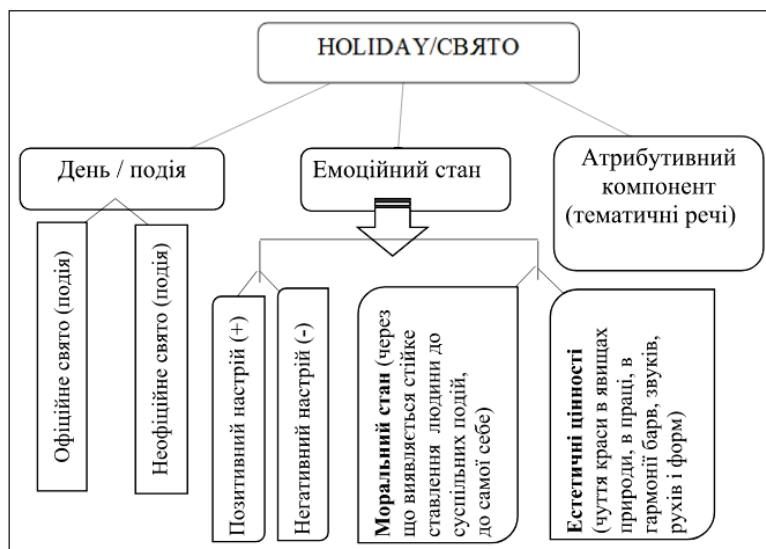 HOLIDAY/СВЯТО
День / подія
Емоційний стан
Атрибутивний
компонент
(тематичні речі)
Офіційне свято (подія)
Неофіційне свято (подія)
Позитивний настрій (+)
Негативний настрій (-)
Моральний стан (через
що виявляється стійке
ставлення людини до
суспільних подій,
до самої себе)
Естетичні цінності
(чуття краси в явищах
природи, в праці, в
гармонії барв, звуків,
рухів і форм)